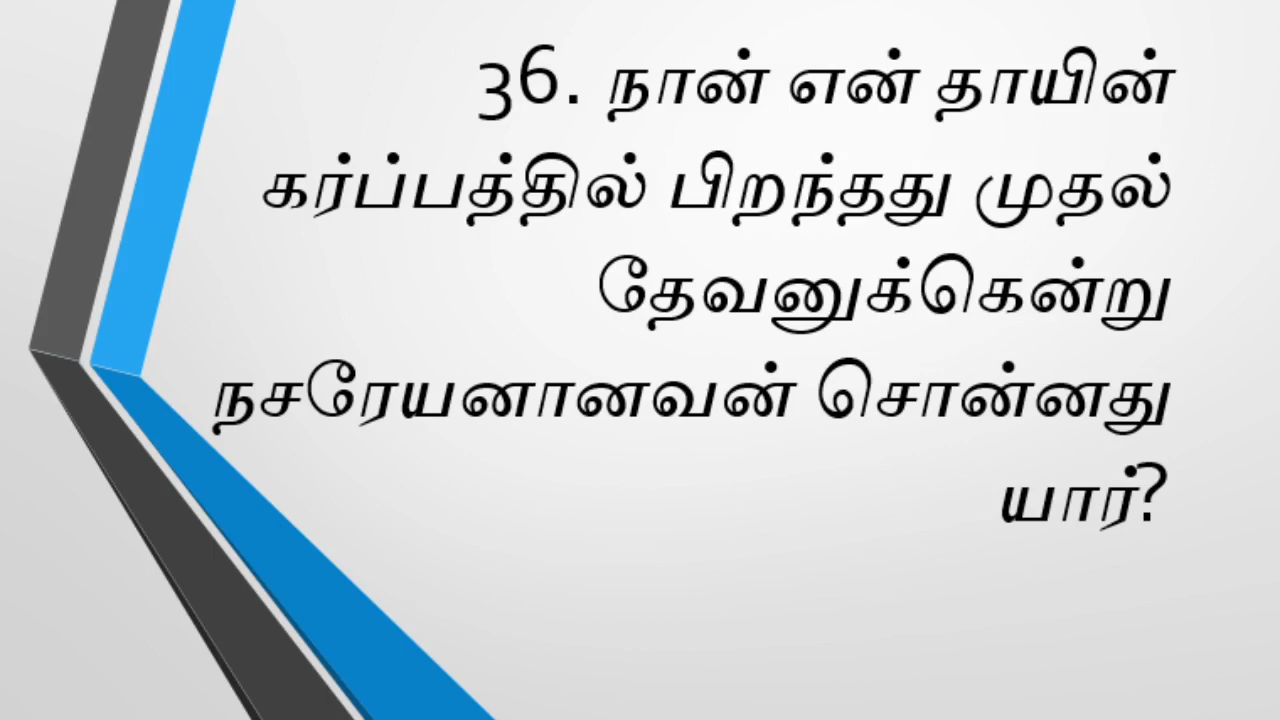 36. நான் என் தாயின்
கர்ப்பத்தில் பிறந்தது முதல்
தேவனுக்கென்று
நசரேயனானவன் சொன்னது
யார்?